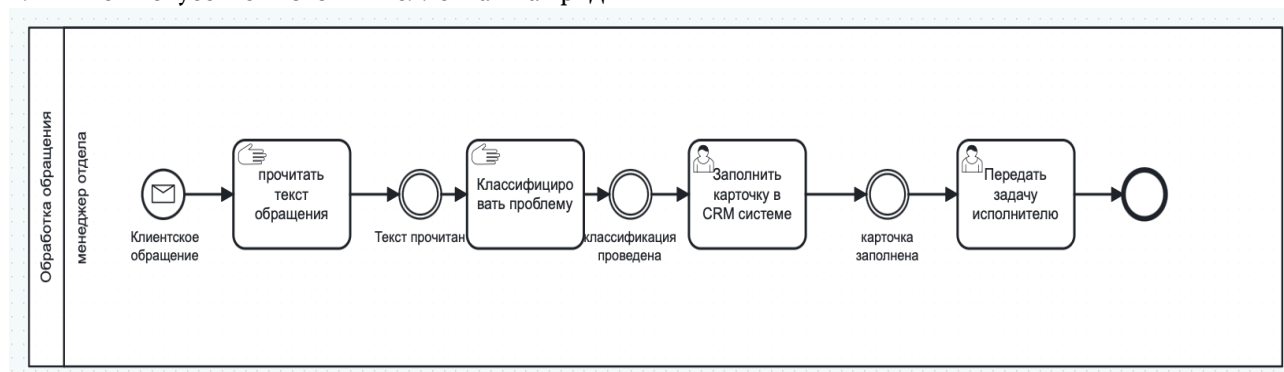 Обработка обращения
менеджер отдела
Клиентское
обращение
прочитать
текст
обращения
Текст прочитан
Классифициро
вать проблему
классификация
проведена
Заполнить
карточку в
CRM системе
карточка
заполнена
Передать
задачу
исполнителю